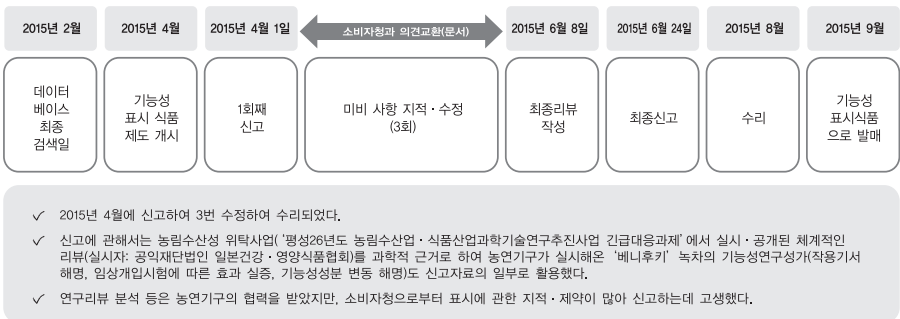 2015년 2월
2015년 4월
2015년 4월 1일
소비자청과 의견교환(문서)
2015년 6월 8일
2015년 6월 24일
2015년 8월
2015년 9월
데이터
베이스
최종
검색일
기능성
표시 식품
제도 개시
1회째
신고
미비 사항 지적·수정
(3회)
최종리뷰
작성
최종신고
수리
기능성
표시식품
으로 발매
✓ 2015년 4월에 신고하여 3번 수정하여 수리되었다.
✓ 신고에 관해서는 농림수산성 위탁사업(‘평성26년도 농림수산업·식품산업과학기술연구추진사업 긴급대응과제’에서 실시·공개된 체계적인
리뷰(실시자: 공익재단법인 일본건강·영양식품협회)를 과학적 근거로 하여 농연기구가 실시해온 ‘베니후키’ 녹차의 기능성연구성가(작용기서
해명, 임상개입시험에 따른 효과 실증, 기능성성분 변동 해명)도 신고자료의 일부로 활용했다.
✓ 연구리뷰 분석 등은 농연기구의 협력을 받았지만, 소비자청으로부터 표시에 관한 지적·제약이 많아 신고하는데 고생했다.